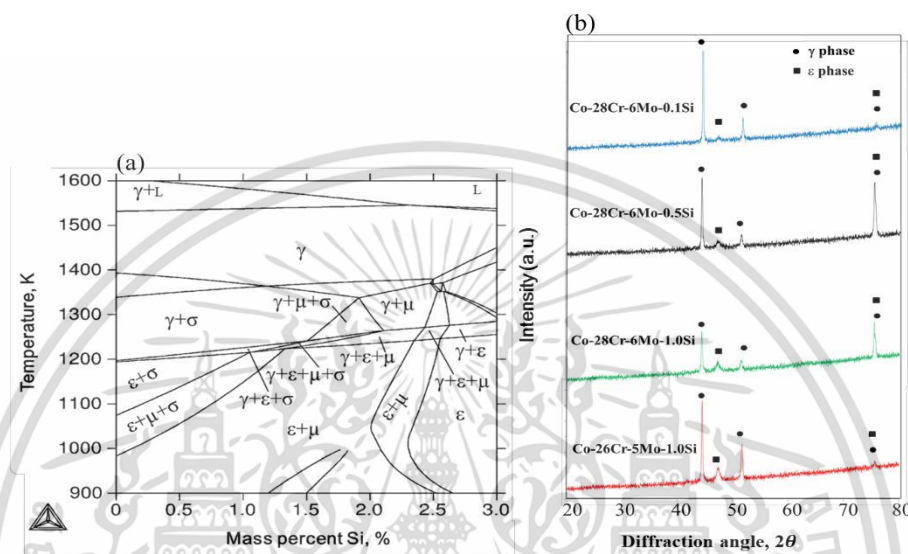 (a)
1600
1500
1400
1300
1200
1100
1000
900
Temperature, K
0
0.5
1.0
1.5
2.0
2.5
3.0
Mass percent Si, %
γ+L
L
γ
γ+μ+σ
γ+μ
γ+σ
γ+ε+μ
γ+ε
ε+σ
γ+ε+μ+σ
γ+ε+μ
γ+ε+σ
ε+μ+σ
ε+μ
ε+μ
ε
(b)
● γ phase
■ ε phase
Co-28Cr-6Mo-0.1Si
Co-28Cr-6Mo-0.5Si
Co-28Cr-6Mo-1.0Si
Co-26Cr-5Mo-1.0Si
Intensity (a.u.)
20
40
50
60
70
80
Diffraction angle, 2θ